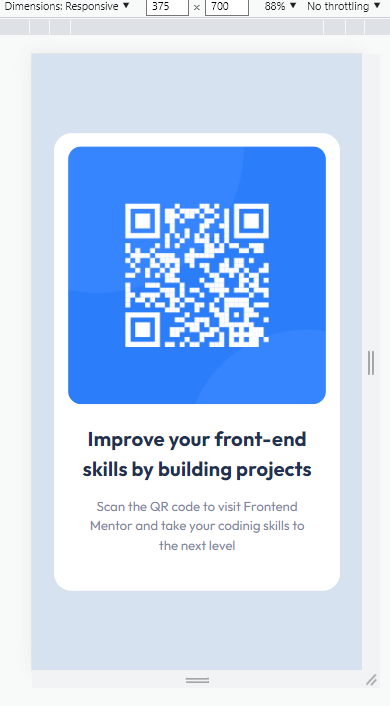 Dimensions: Responsive ▼ 375 x 700 88% ▼ No throttling ▼
Improve your front-end
skills by building projects
Scan the QR code to visit Frontend
Mentor and take your codinig skills to
the next level